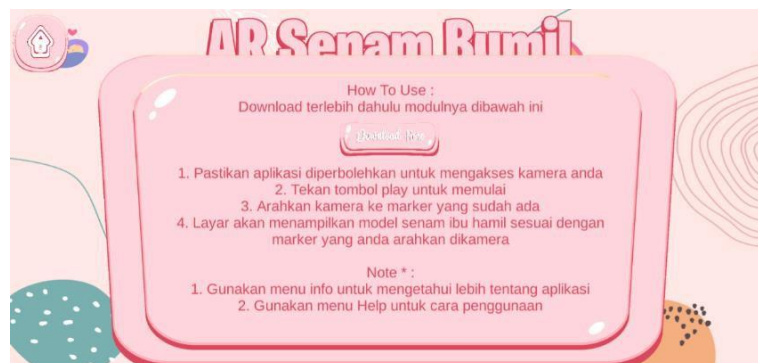 AR Senam Bumil
How To Use :
Download terlebih dahulu modulnya dibawah ini
Download Here
1. Pastikan aplikasi diperbolehkan untuk mengakses kamera anda
2. Tekan tombol play untuk memulai
3. Arahkan kamera ke marker yang sudah ada
4. Layar akan menampilkan model senam ibu hamil sesuai dengan
marker yang anda arahkan dikamera
Note * :
1. Gunakan menu info untuk mengetahui lebih tentang aplikasi
2. Gunakan menu Help untuk cara penggunaan